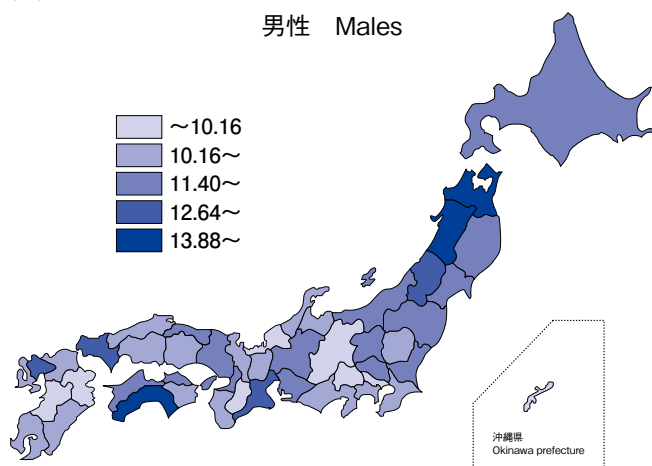 男性 Males
～10.16
10.16～
11.40～
12.64～
13.88～
沖縄県
Okinawa prefecture